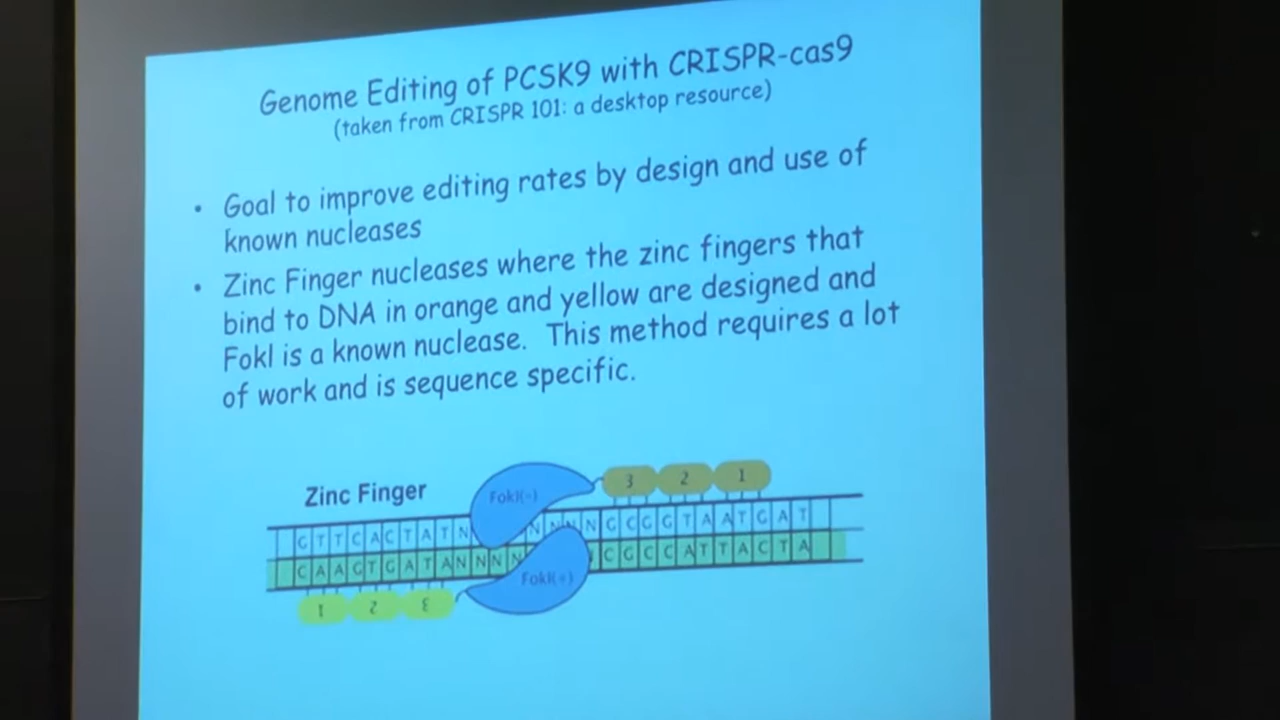 Genome Editing of PCSK9 with CRISPR-cas9
(taken from CRISPR 101: a desktop resource)
• Goal to improve editing rates by design and use of
known nucleases
• Zinc Finger nucleases where the zinc fingers that
bind to DNA in orange and yellow are designed and
FokI is a known nuclease. This method requires a lot
of work and is sequence specific.
Zinc Finger
FokI(-)
3 2 1
G T T C A C T A T N N N N N G C G G T A A T G A T
C A A G T G A T A N N N N C G C C A T T A C T A
FokI(+)
1 2 3